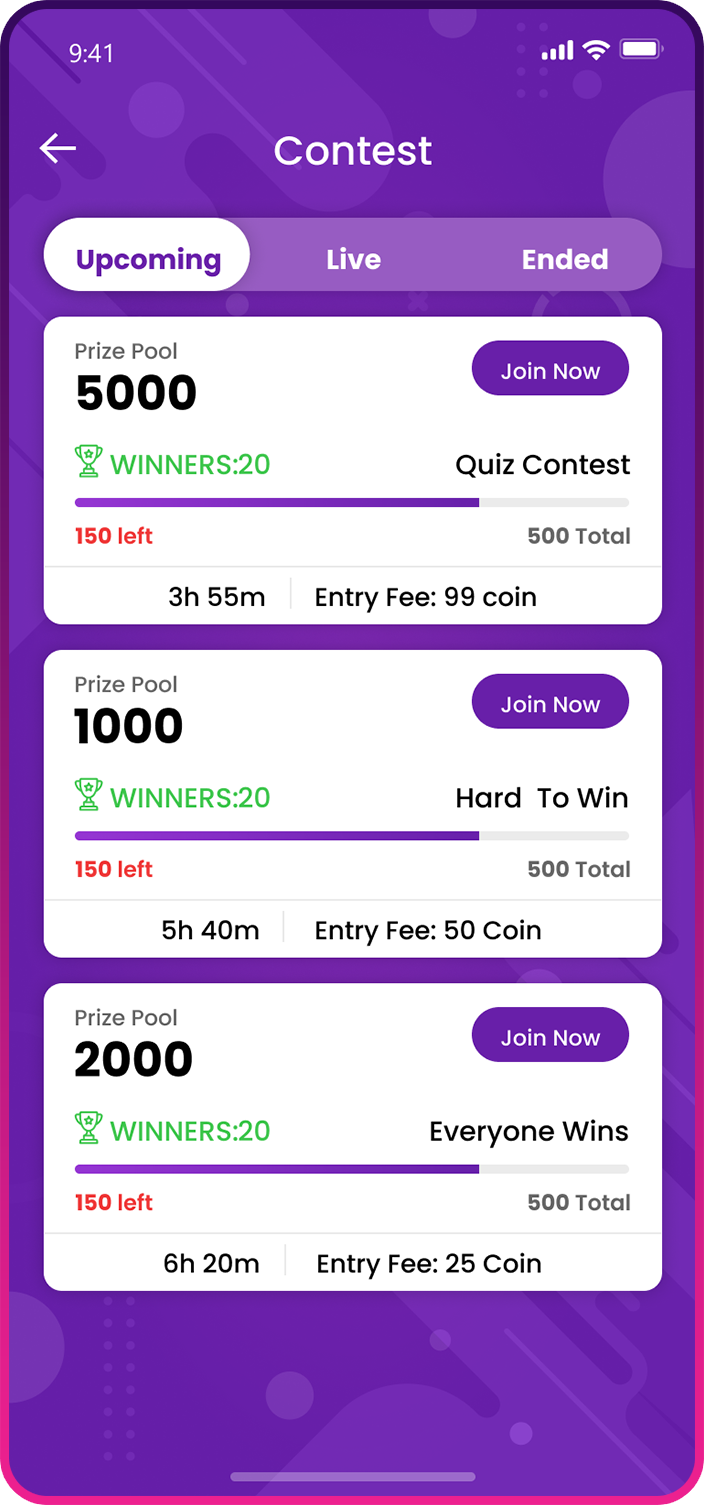 9:41
Contest
Upcoming Live Ended
Prize Pool
5000
Join Now
WINNERS:20
Quiz Contest
150 left
500 Total
3h 55m
Entry Fee: 99 coin
Prize Pool
1000
Join Now
WINNERS:20
Hard  To Win
150 left
500 Total
5h 40m
Entry Fee: 50 Coin
Prize Pool
2000
Join Now
WINNERS:20
Everyone Wins
150 left
500 Total
6h 20m
Entry Fee: 25 Coin